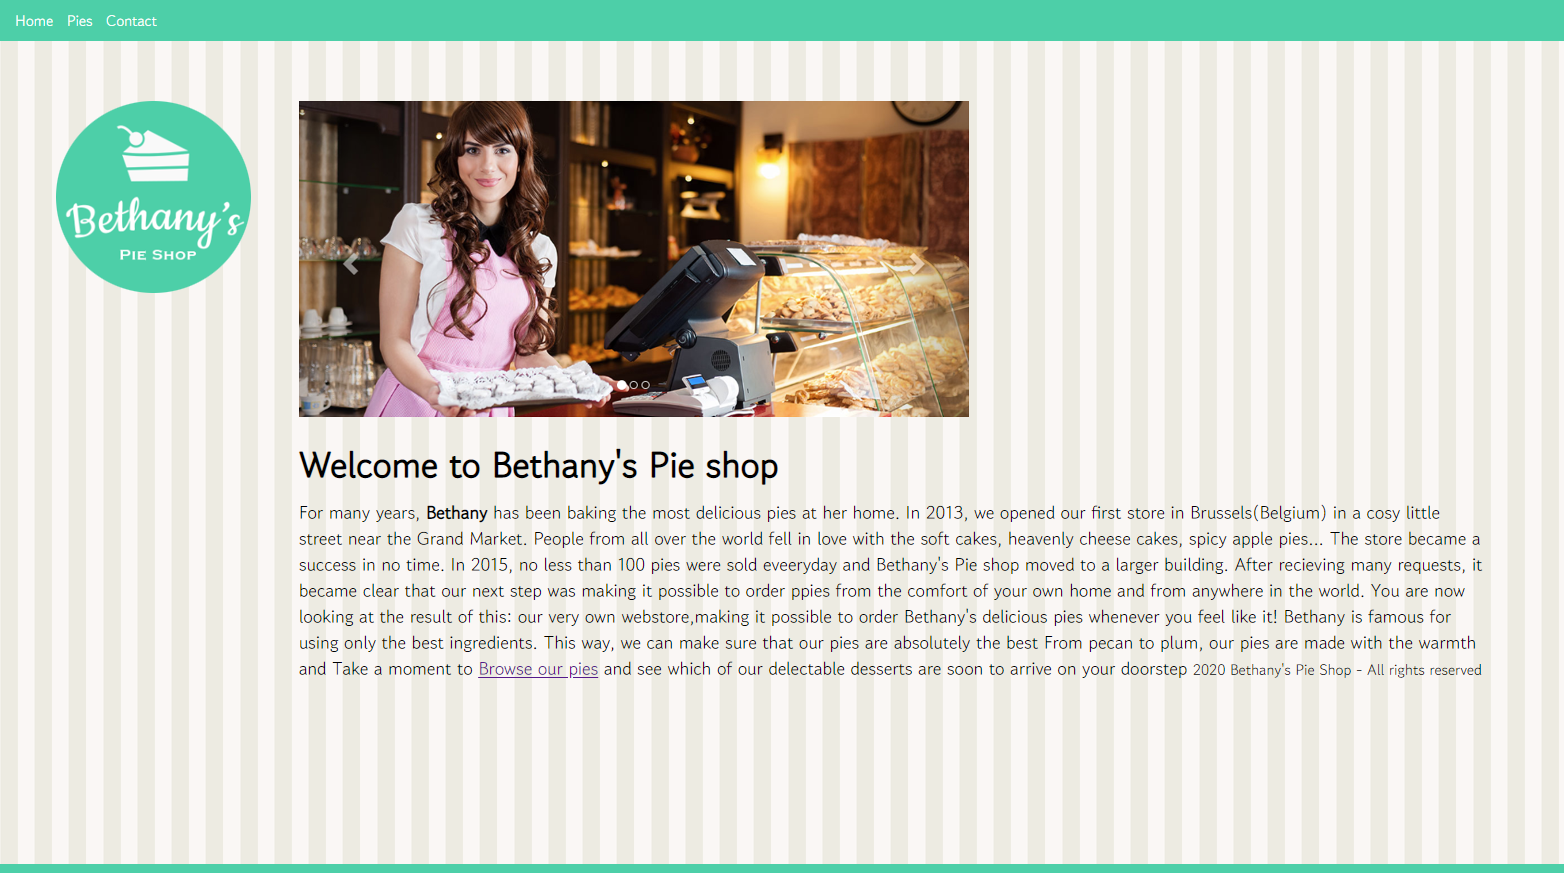 Home Pies Contact
Bethany's
PIE SHOP
Welcome to Bethany's Pie shop
For many years, Bethany has been baking the most delicious pies at her home. In 2013, we opened our first store in Brussels(Belgium) in a cosy little
street near the Grand Market. People from all over the world fell in love with the soft cakes, heavenly cheese cakes, spicy apple pies... The store became a
success in no time. In 2015, no less than 100 pies were sold eveeryday and Bethany's Pie shop moved to a larger building. After recieving many requests, it
became clear that our next step was making it possible to order ppies from the comfort of your own home and from anywhere in the world. You are now
looking at the result of this: our very own webstore,making it possible to order Bethany's delicious pies whenever you feel like it! Bethany is famous for
using only the best ingredients. This way, we can make sure that our pies are absolutely the best From pecan to plum, our pies are made with the warmth
and Take a moment to Browse our pies and see which of our delectable desserts are soon to arrive on your doorstep 2020 Bethany's Pie Shop - All rights reserved